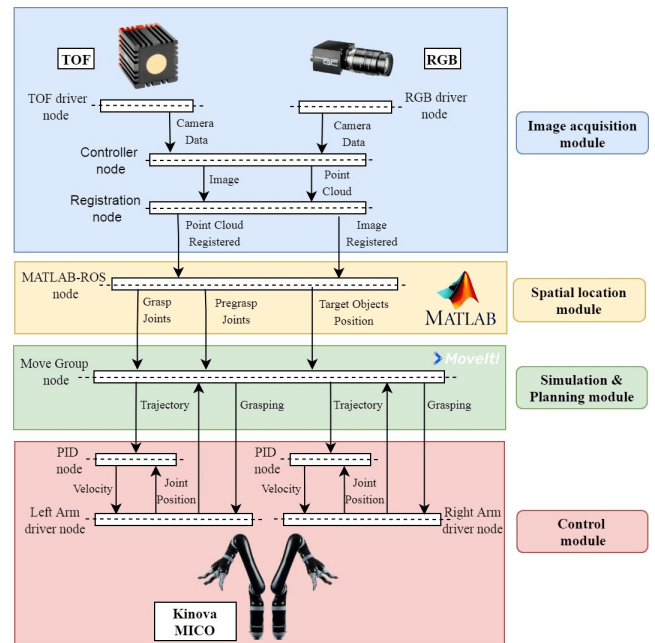 TOF
RGB
TOF driver
node
RGB driver
node
Camera
Data
Camera
Data
Controller
node
Image
Point
Cloud
Registration
node
Point Cloud
Registered
Image
Registered
Image acquisition
module
MATLAB-ROS
node
Grasp
Joints
Pregrasp
Joints
Target Objects
Position
MATLAB
Spatial location
module
Move Group
node
MoveIt!
Trajectory
Grasping
Trajectory
Grasping
Simulation &
Planning module
PID
node
PID
node
Velocity
Joint
Position
Velocity
Joint
Position
Left Arm
driver node
Right Arm
driver node
Kinova
MICO
Control
module